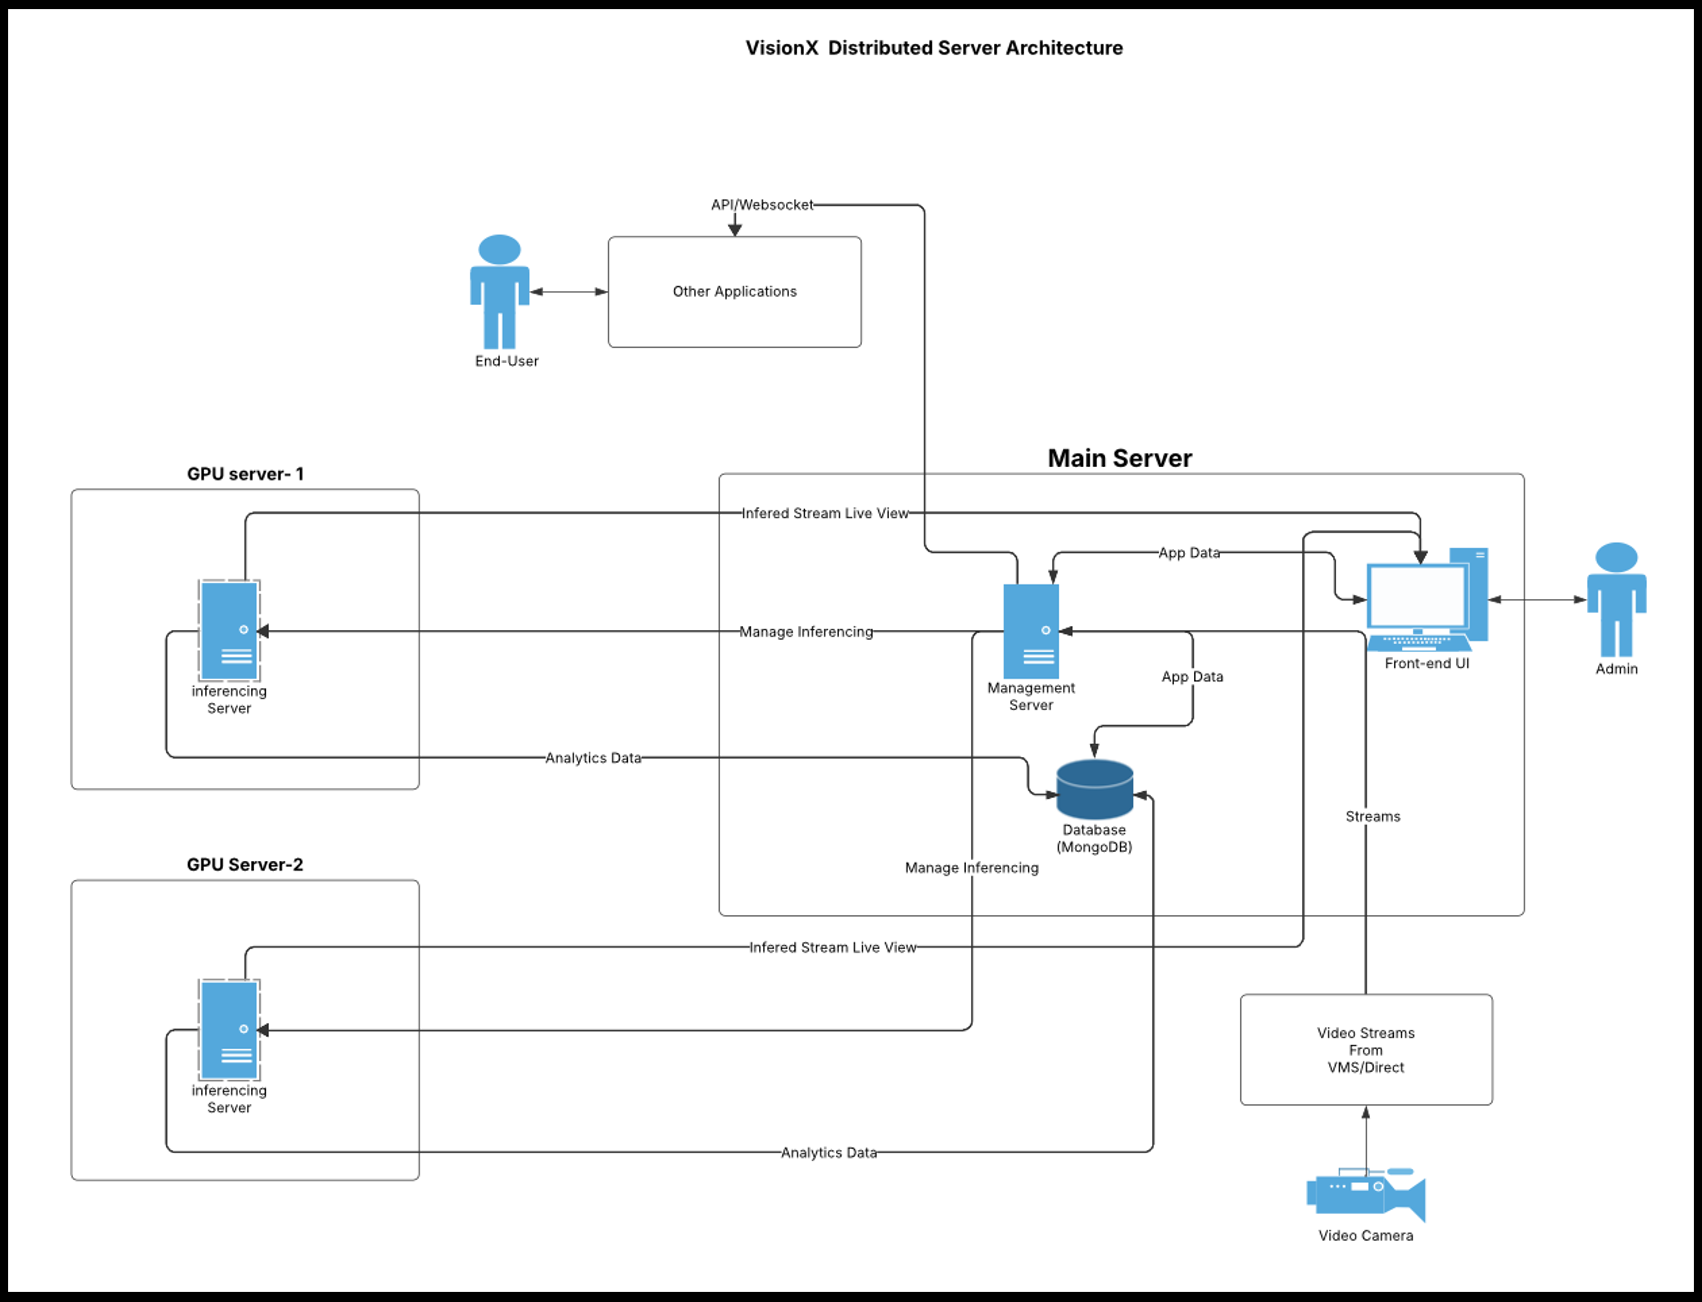 VisionX  Distributed Server Architecture
API/Websocket
Other Applications
End-User
Main Server
GPU server- 1
Infered Stream Live View
App Data
Manage Inferencing
Front-end UI
Admin
App Data
inferencing
Server
Management
Server
Analytics Data
Streams
Database
(MongoDB)
GPU Server-2
Manage Inferencing
Infered Stream Live View
Video Streams
From
VMS/Direct
inferencing
Server
Analytics Data
Video Camera